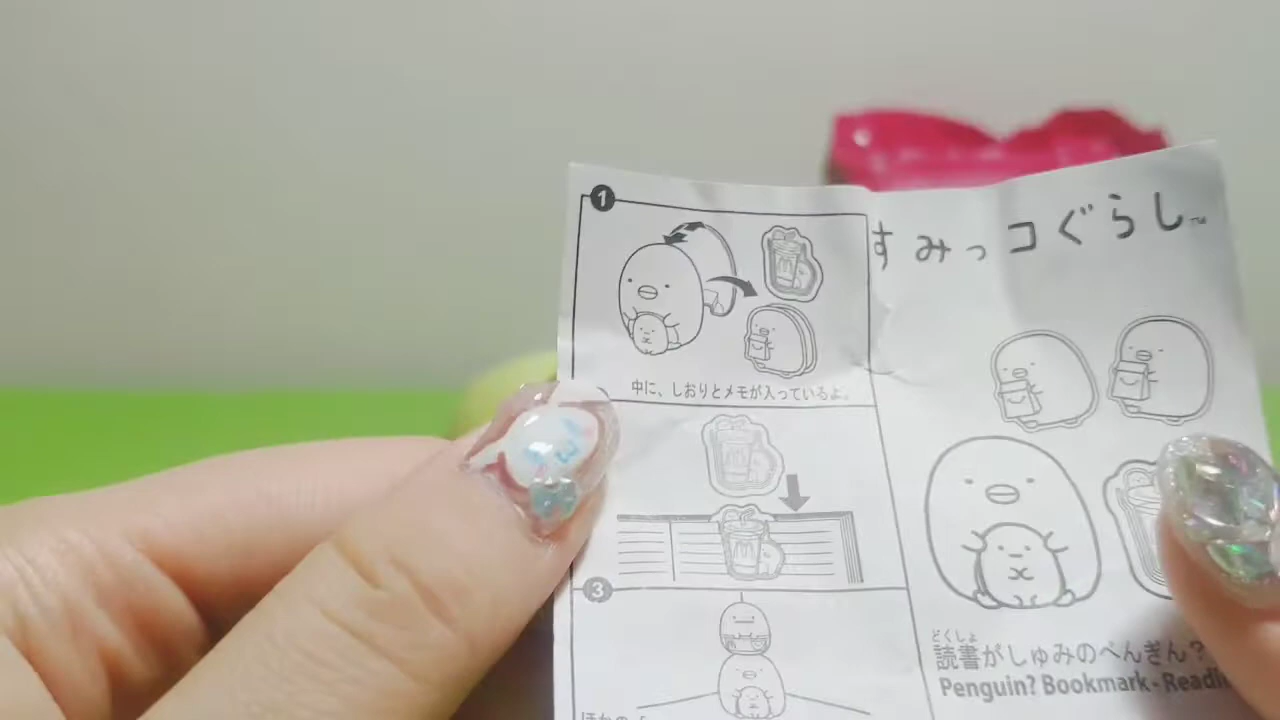 1
すみっコぐらし™
中に、しおりとメモが入っているよ。
3
どくしょ
読書がしゅみのぺんぎん？
Penguin? Bookmark - Readi